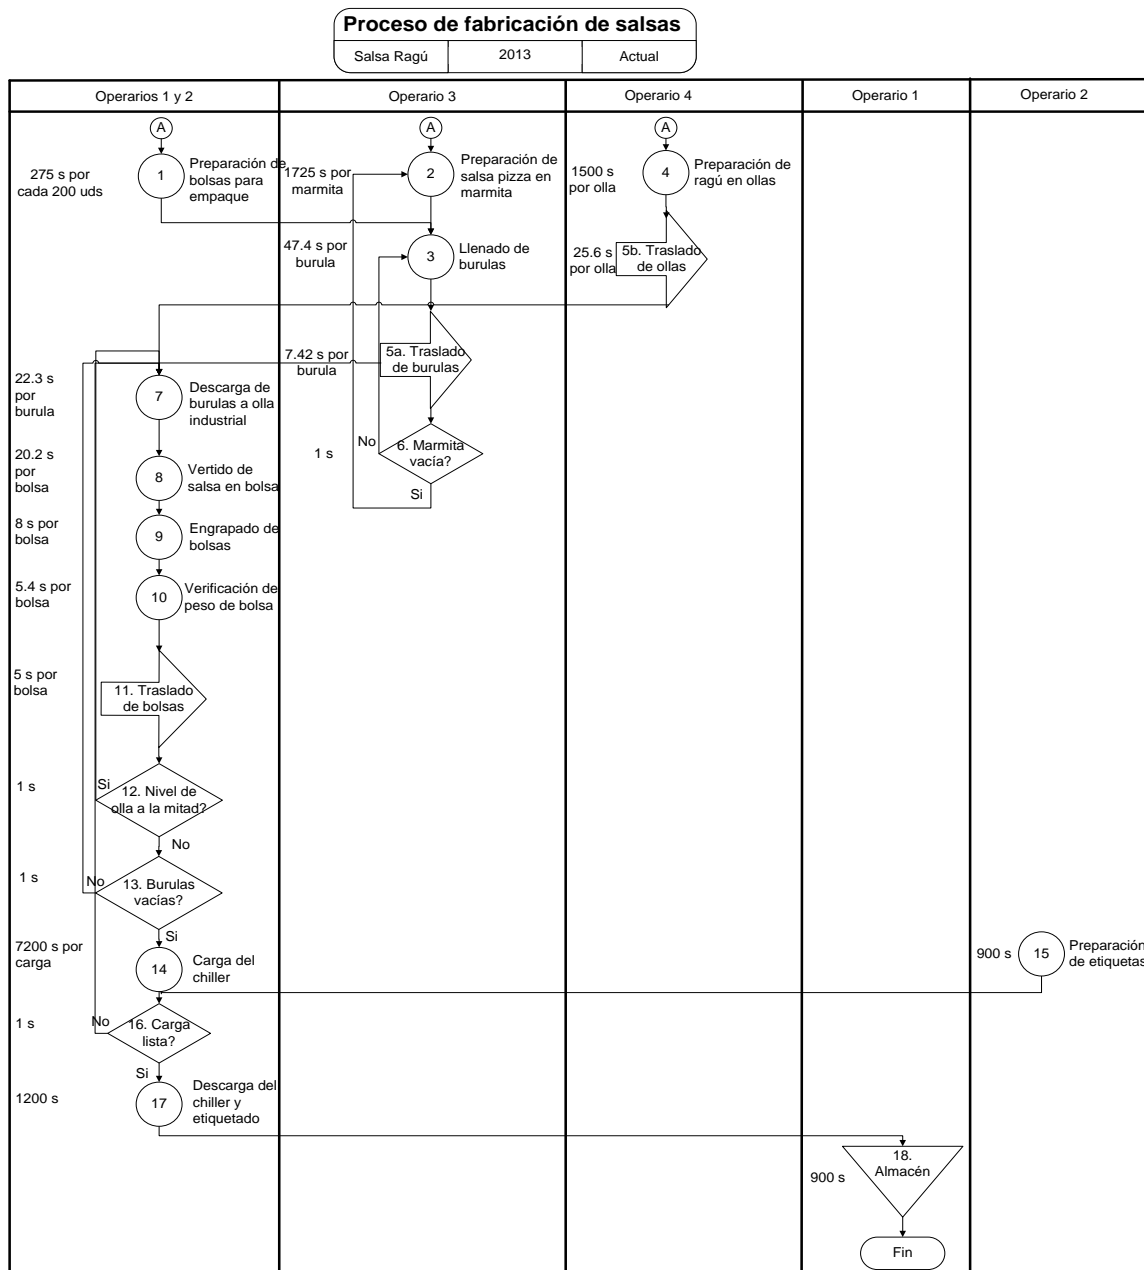 Proceso de fabricación de salsas
Salsa Ragú
2013
Actual
Operarios 1 y 2
Operario 3
Operario 4
Operario 1
Operario 2
A
A
A
275 s por
cada 200 uds
1
Preparación de
bolsas para
empaque
1725 s por
marmita
2
Preparación de
salsa pizza en
marmita
1500 s
por olla
4
Preparación de
ragú en ollas
47.4 s por
burula
3
Llenado de
burulas
25.6 s
por olla
5b. Traslado
de ollas
7.42 s por
burula
5a. Traslado
de burulas
22.3 s
por
burula
7
Descarga de
burulas a olla
industrial
1 s
No
6. Marmita
vacía?
Si
20.2 s
por
bolsa
8
Vertido de
salsa en bolsa
8 s por
bolsa
9
Engrapado de
bolsas
5.4 s por
bolsa
10
Verificación de
peso de bolsa
5 s por
bolsa
11. Traslado
de bolsas
1 s
Si
12. Nivel de
olla a la mitad?
No
1 s
No
13. Burulas
vacías?
Si
7200 s por
carga
14
Carga del
chiller
900 s
15
Preparación
de etiquetas
1 s
No
16. Carga
lista?
Si
1200 s
17
Descarga del
chiller y
etiquetado
900 s
18.
Almacén
Fin